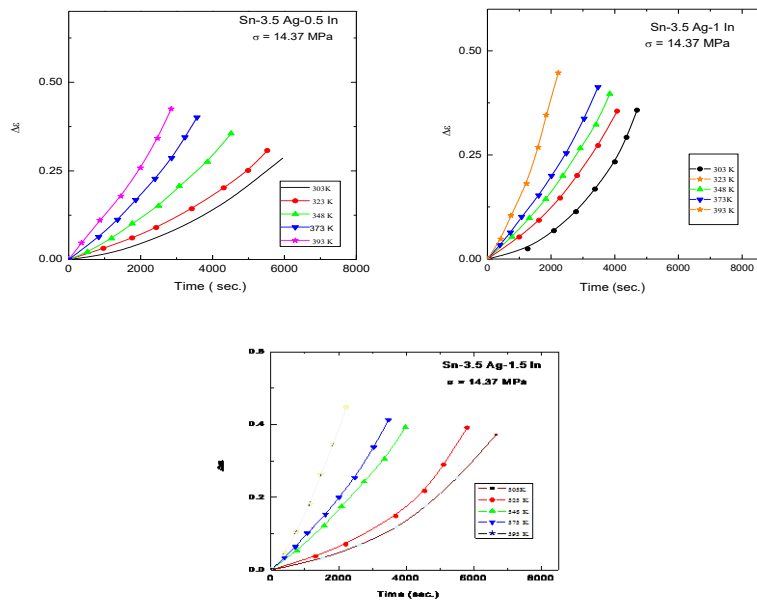 Sn-3.5 Ag-0.5 In
σ = 14.37 MPa
0.50
0.25
0.00
Δε
0
2000
4000
6000
8000
Time ( sec.)
303K
323 K
348 K
373 K
393 K
Sn-3.5 Ag-1 In
σ = 14.37 MPa
0.50
0.25
0.00
Δε
0
2000
4000
6000
8000
Time (sec.)
303 K
323 K
348 K
373K
393 K
Sn-3.5 Ag-1.5 In
σ = 14.37 MPa
0.4
0.2
0.0
Δε
0
2000
4000
6000
8000
Time (sec.)